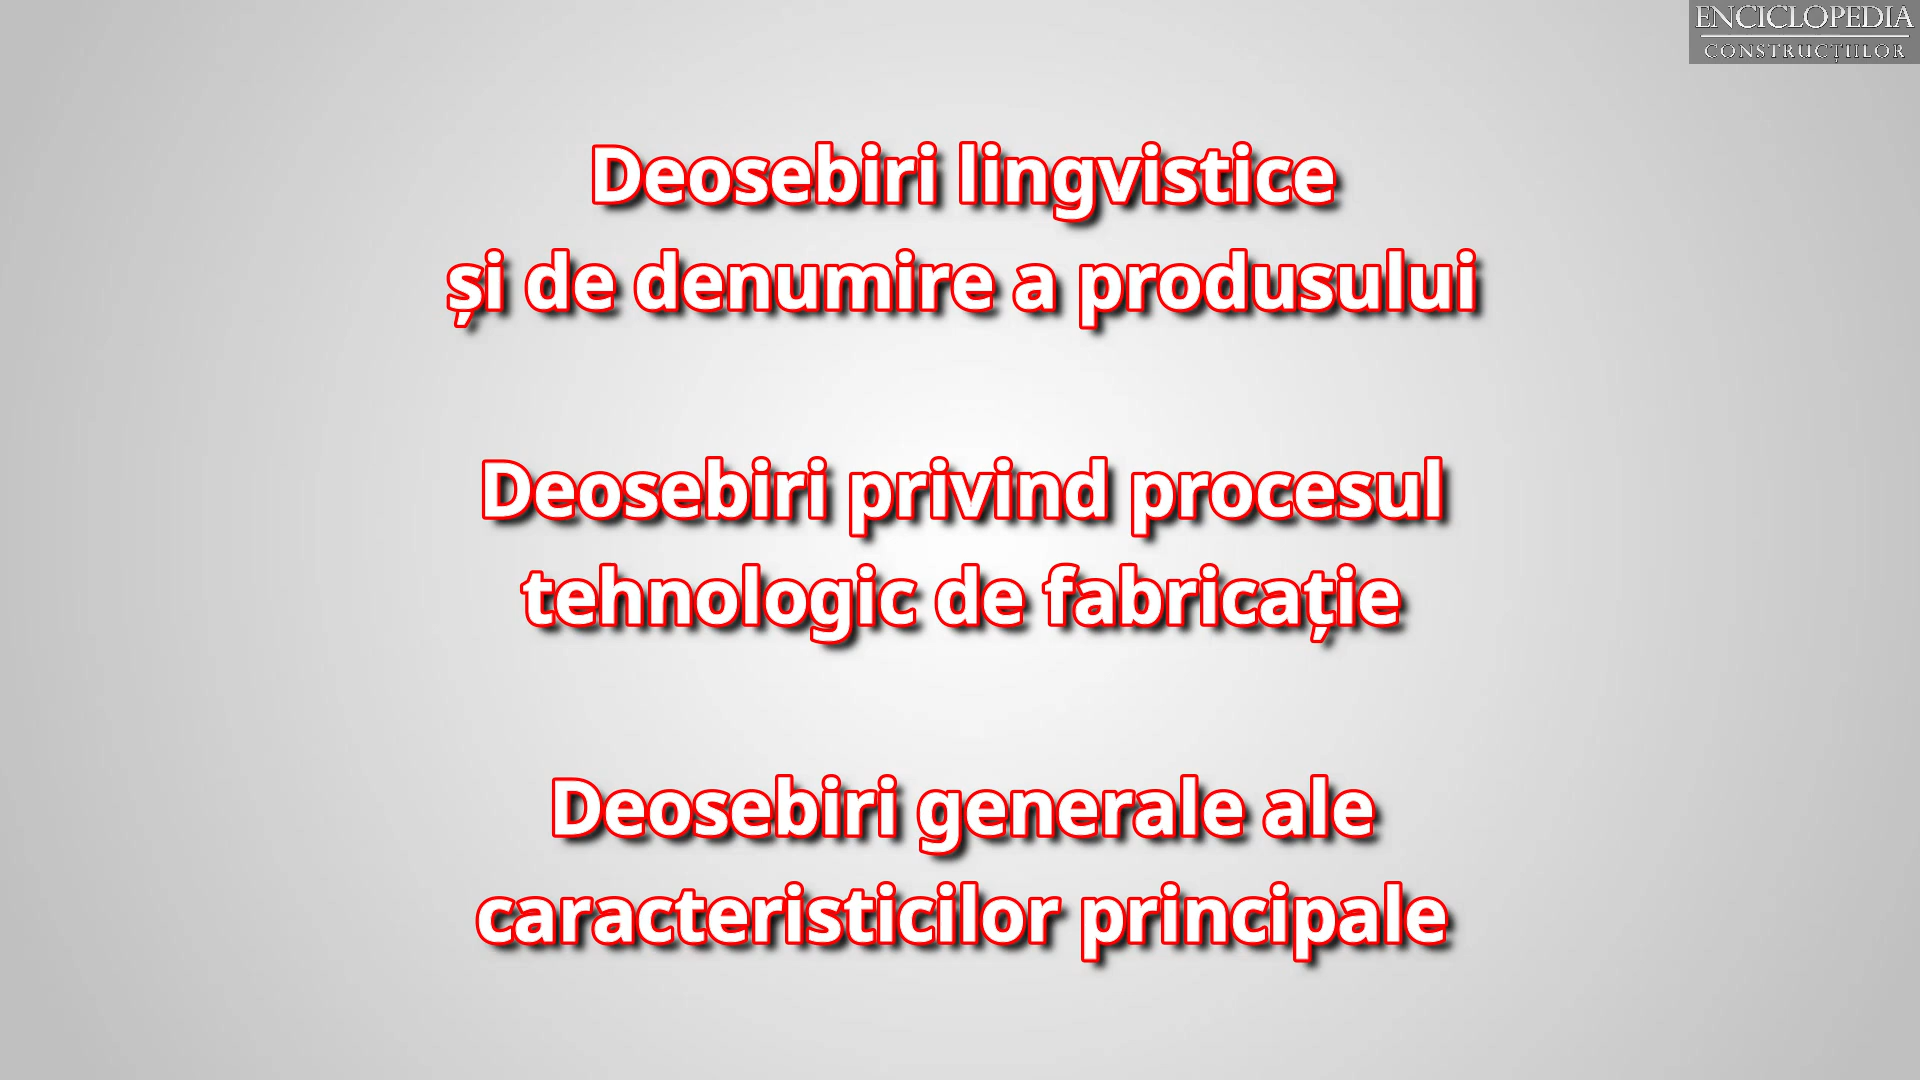 ENCICLOPEDIA
CONSTRUCȚIILOR
Deosebiri lingvistice
și de denumire a produsului
Deosebiri privind procesul
tehnologic de fabricație
Deosebiri generale ale
caracteristicilor principale